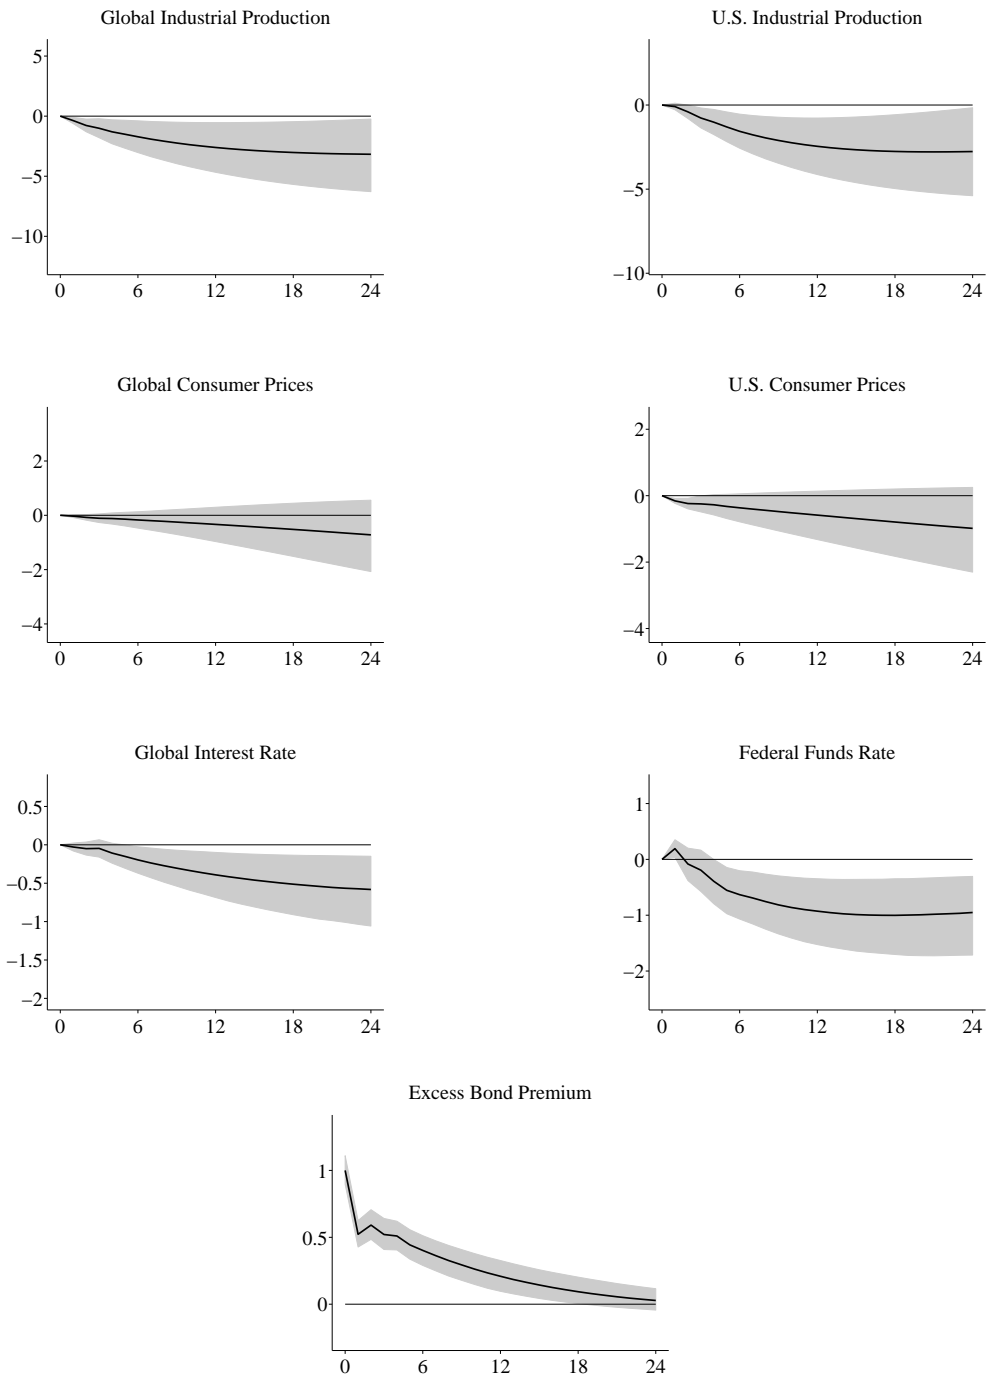 Global Industrial Production
5
0
−5
−10
0 6 12 18 24
U.S. Industrial Production
0
−5
−10
0 6 12 18 24
Global Consumer Prices
2
0
−2
−4
0 6 12 18 24
U.S. Consumer Prices
2
0
−2
−4
0 6 12 18 24
Global Interest Rate
0.5
0
−0.5
−1
−1.5
−2
0 6 12 18 24
Federal Funds Rate
1
0
−1
−2
0 6 12 18 24
Excess Bond Premium
1
0.5
0
0 6 12 18 24